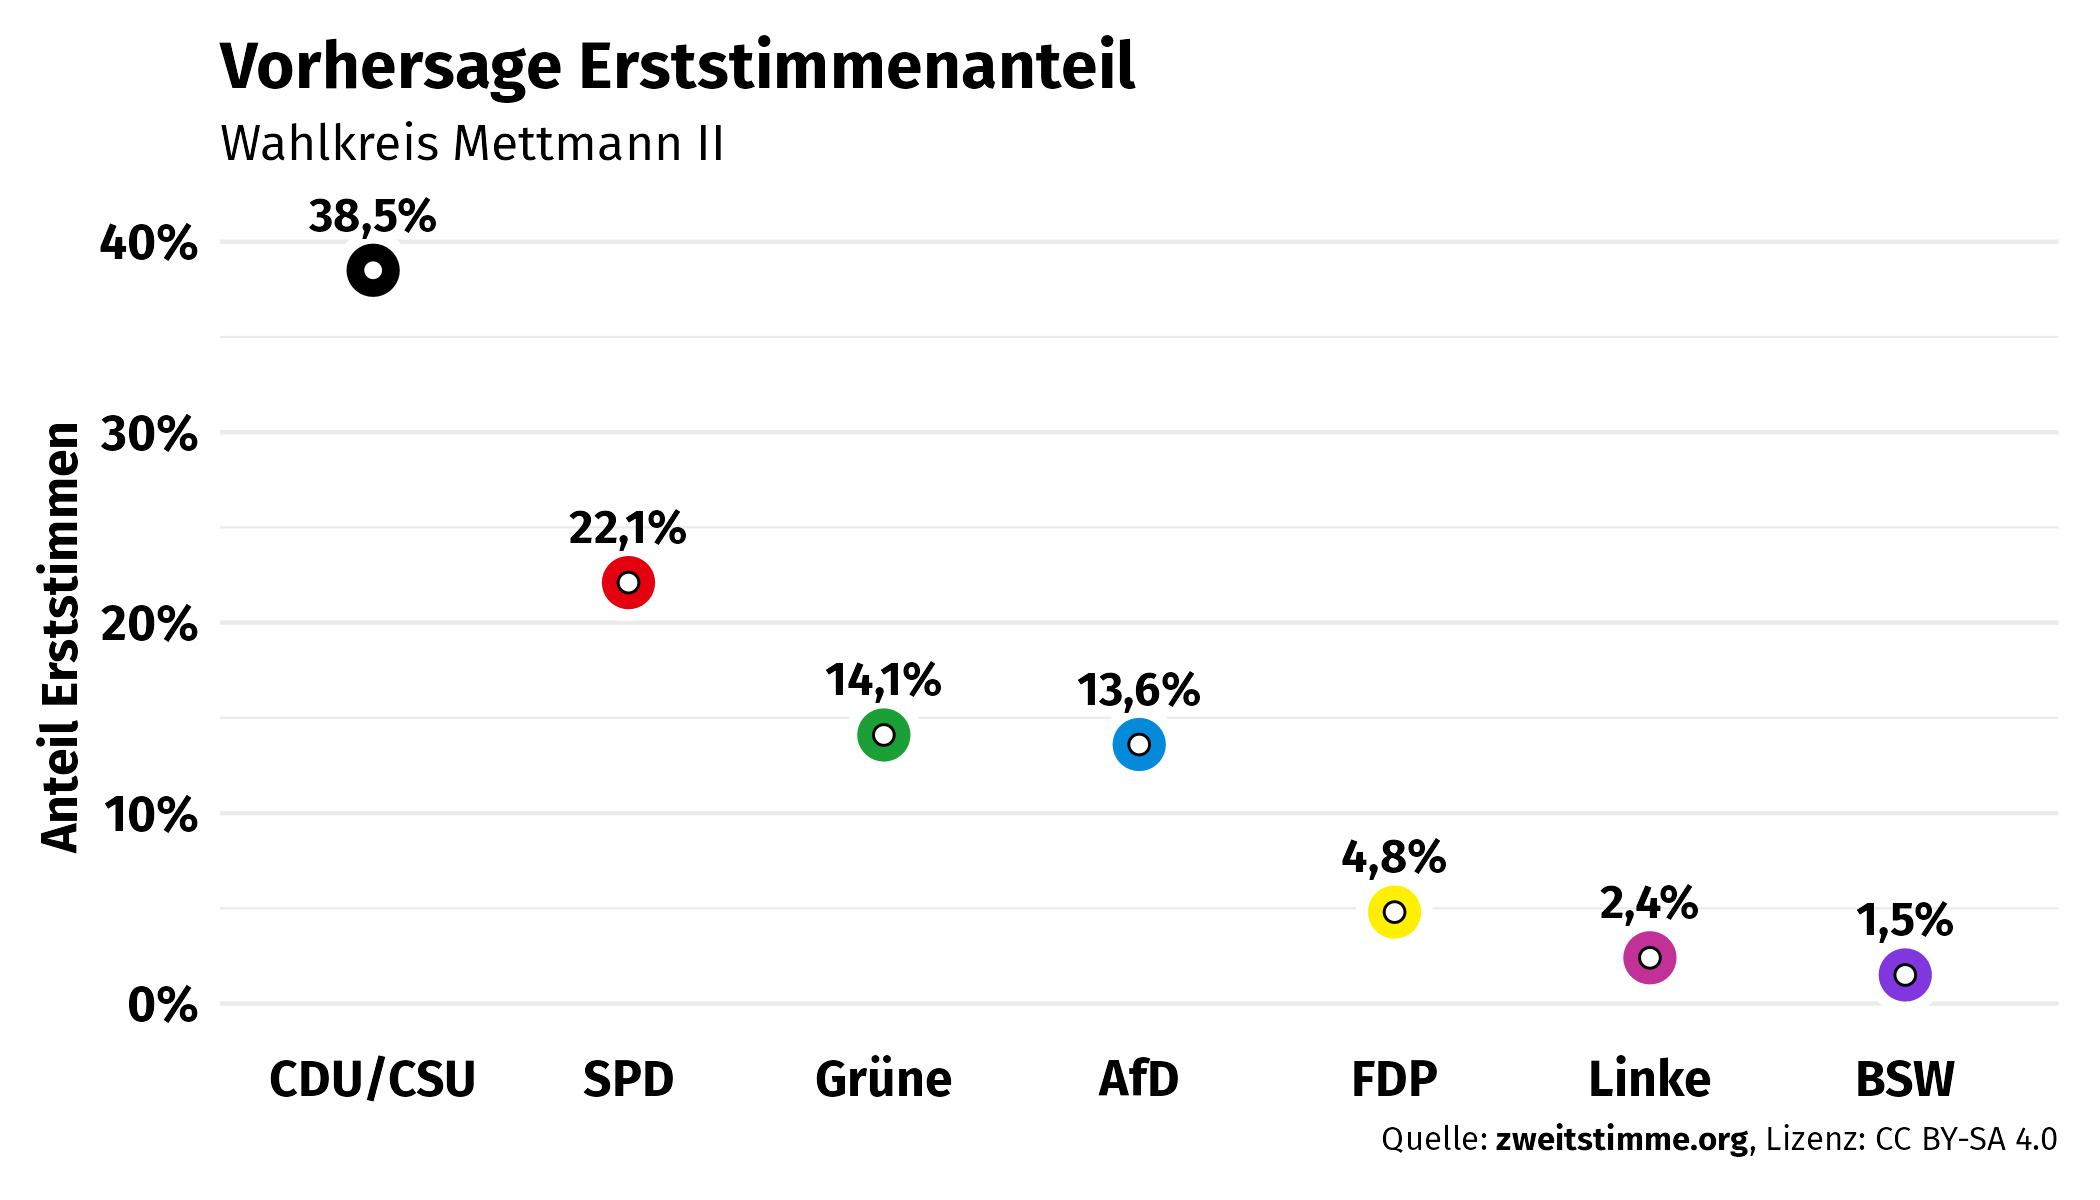 Vorhersage Erststimmenanteil
Wahlkreis Mettmann II
Anteil Erststimmen
40%
30%
20%
10%
0%
38,5%
22,1%
14,1%
13,6%
4,8%
2,4%
1,5%
CDU/CSU SPD Grüne AfD FDP Linke BSW
Quelle: zweitstimme.org, Lizenz: CC BY-SA 4.0